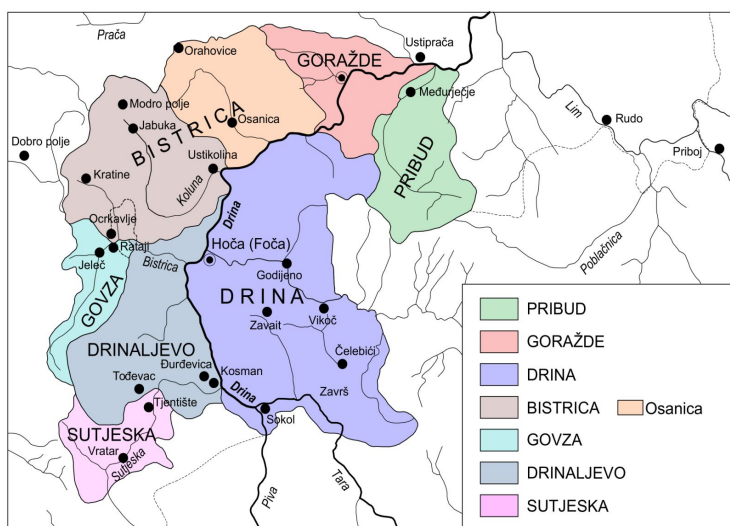 Prača
Orahovice
Ustiprača
GORAŽDE
Međurječje
Modro polje
Jabuka
Osanica
BISTRICA
Lim
Rudo
Priboj
Dobro polje
Kratine
Ustikolina
Koluna
PRIBUD
Drina
Ocrkavlje
Rataji
Jeleč
Bistrica
Hoča (Foča)
Godijeno
Poblaćnica
GOVZA
DRINA
Zavait
Vikoč
DRINALJEVO
Čelebići
Đurđevica
Kosman
Tođevac
Drina
Završ
Tjentište
Sokol
SUTJESKA
Vratar
Sutjeska
Piva
Tara
PRIBUD
GORAŽDE
DRINA
BISTRICA
Osanica
GOVZA
DRINALJEVO
SUTJESKA